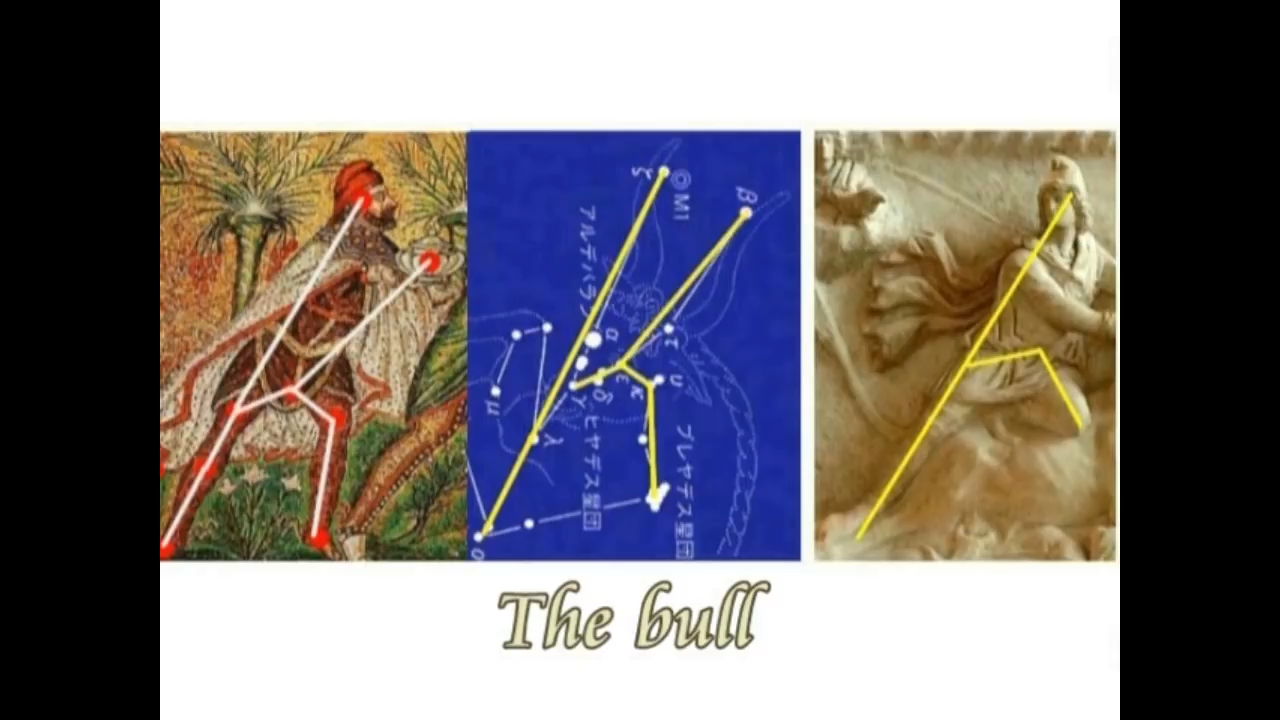 ζ
M1
β
アルデバラン
α
ι
ε
υ
κ
δ
γ
μ
λ
ヒヤデス星団
プレヤデス星団
ο
The bull